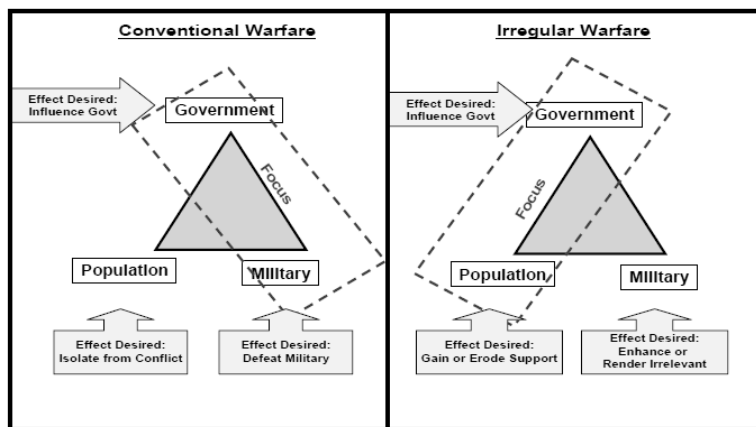 Conventional Warfare
Effect Desired:
Influence Govt
Government
Focus
Population
Military
Effect Desired:
Isolate from Conflict
Effect Desired:
Defeat Military
Irregular Warfare
Effect Desired:
Influence Govt
Government
Focus
Population
Military
Effect Desired:
Gain or Erode Support
Effect Desired:
Enhance or
Render Irrelevant